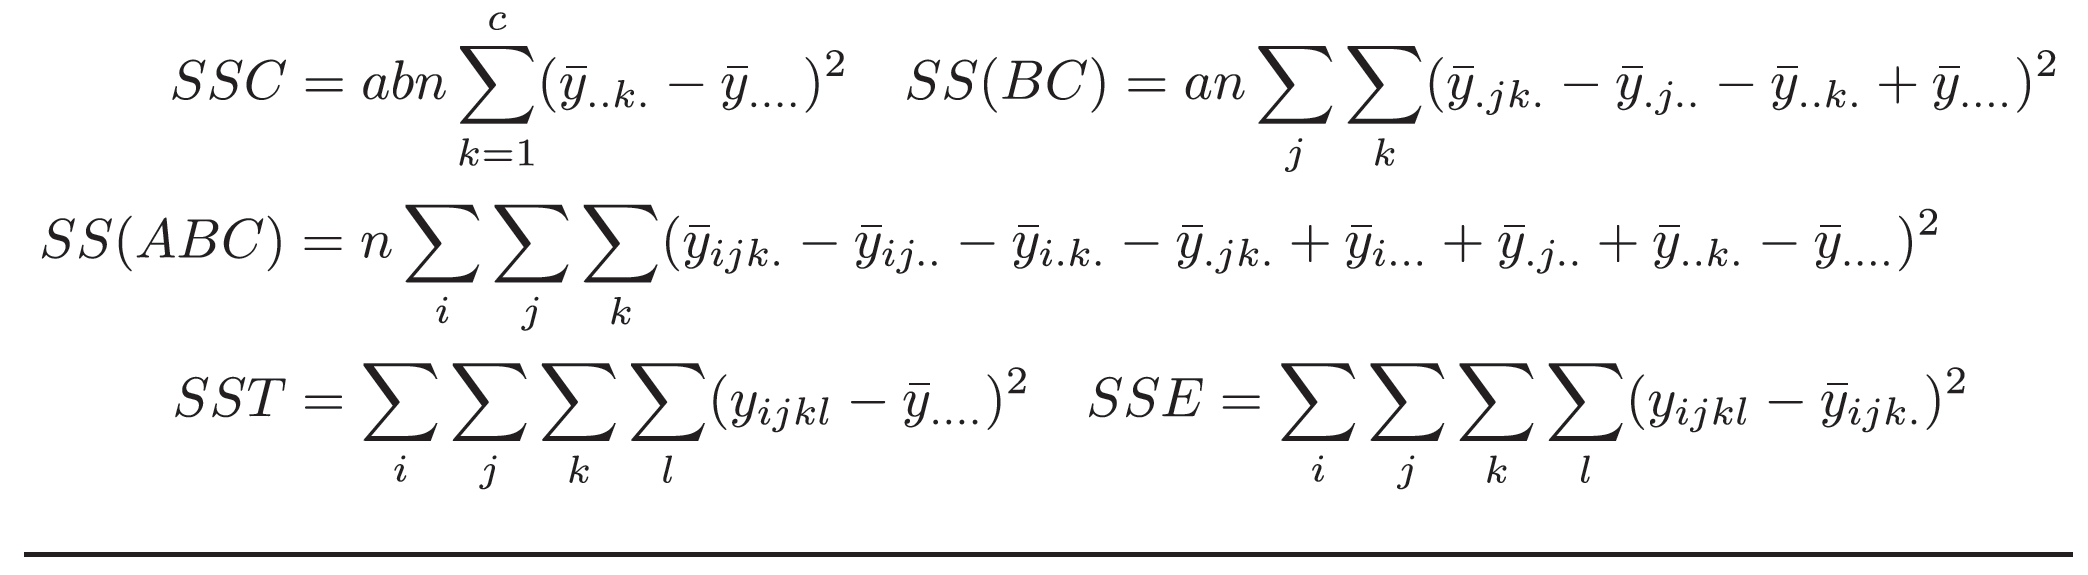 $SSC = abn \sum_{k=1}^{c} (\bar{y}_{..k.} - \bar{y}_{....})^2 \quad SS(BC) = an \sum_{j} \sum_{k} (\bar{y}_{.jk.} - \bar{y}_{.j..} - \bar{y}_{..k.} + \bar{y}_{....})^2$
$SS(ABC) = n \sum_{i} \sum_{j} \sum_{k} (\bar{y}_{ijk.} - \bar{y}_{ij..} - \bar{y}_{i.k.} - \bar{y}_{.jk.} + \bar{y}_{i...} + \bar{y}_{.j..} + \bar{y}_{..k.} - \bar{y}_{....})^2$
$SST = \sum_{i} \sum_{j} \sum_{k} \sum_{l} (y_{ijkl} - \bar{y}_{....})^2 \quad SSE = \sum_{i} \sum_{j} \sum_{k} \sum_{l} (y_{ijkl} - \bar{y}_{ijk.})^2$